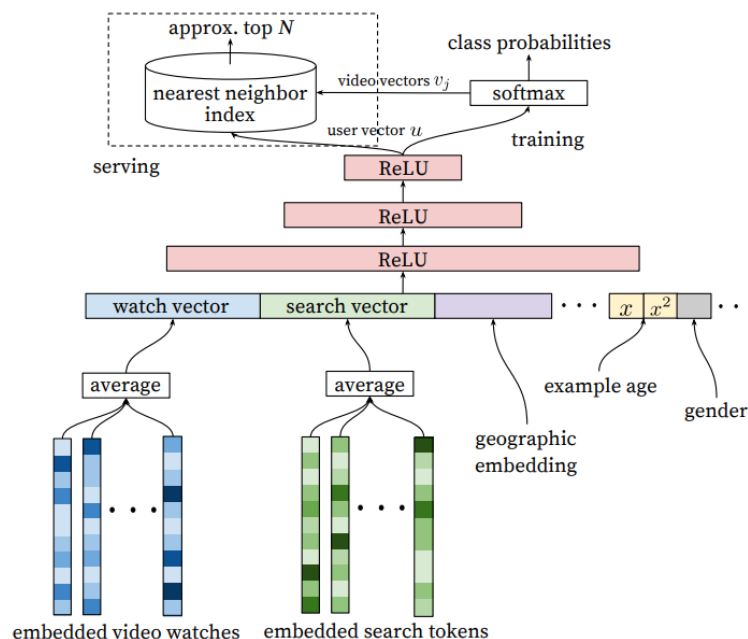 approx. top N
class probabilities
nearest neighbor
index
video vectors v_j
softmax
user vector u
training
serving
ReLU
ReLU
ReLU
watch vector
search vector
. . .
x
x²
. .
average
average
example age
gender
geographic
embedding
. . .
. . .
embedded video watches
embedded search tokens